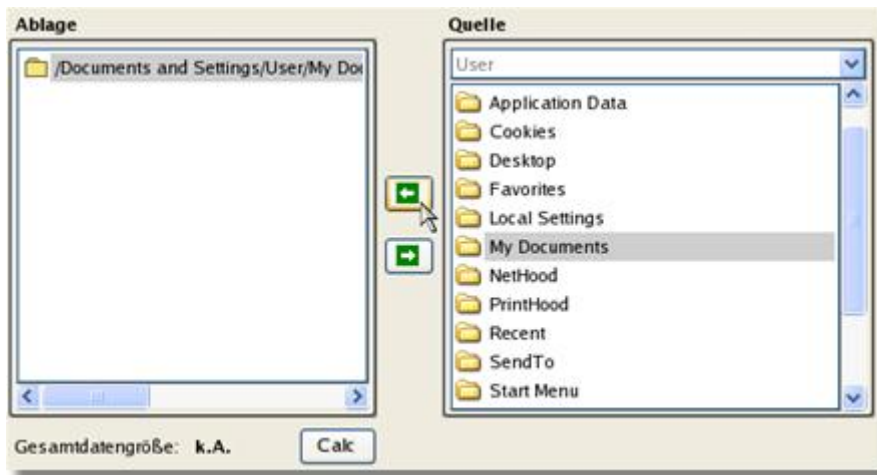 Ablage
/Documents and Settings/User/My
Quelle
User
Application Data
Cookies
Desktop
Favorites
Local Settings
My Documents
NetHood
PrintHood
Recent
SendTo
Start Menu
Gesamtdatengröße: k.A.
Calc